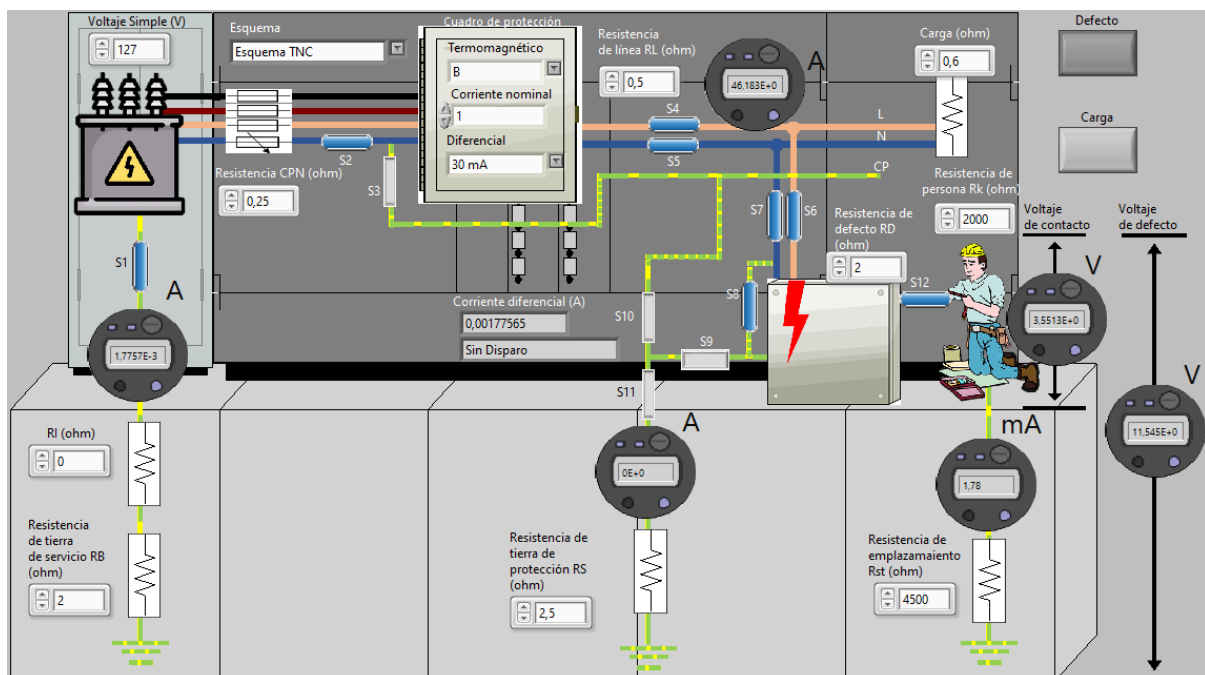 Voltaje Simple (V)
127
Esquema
Esquema TNC
Cuadro de protección
Termomagnético
B
Corriente nominal
1
Diferencial
30 mA
Resistencia
de línea RL (ohm)
0,5
46,183E+0
A
Carga (ohm)
0,6
Defecto
Carga
S4
S5
L
N
CP
S2
S3
Resistencia CPN (ohm)
0,25
S7
S6
Resistencia de
defecto RD
(ohm)
2
Resistencia de
persona Rk (ohm)
2000
Voltaje
de contacto
Voltaje
de defecto
S1
A
1,7757E-3
Corriente diferencial (A)
0,00177565
Sin Disparo
S10
S8
S9
S11
S12
V
3,5513E+0
V
11,545E+0
A
0E+0
mA
1,78
RI (ohm)
0
Resistencia
de tierra
de servicio RB
(ohm)
2
Resistencia de
tierra de
protección RS
(ohm)
2,5
Resistencia de
emplazamiento
Rst (ohm)
4500